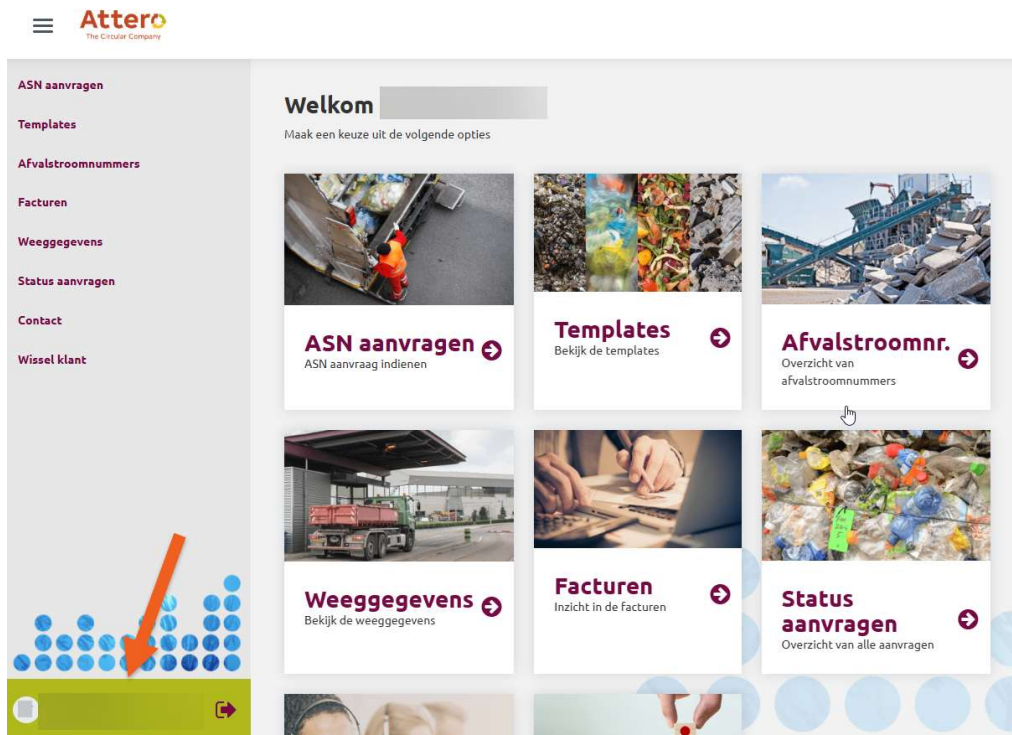 Attero
The Circular Company
ASN aanvragen
Templates
Afvalstroomnummers
Facturen
Weeggegevens
Status aanvragen
Contact
Wissel klant
Welkom
Maak een keuze uit de volgende opties
ASN aanvragen
ASN aanvraag indienen
Templates
Bekijk de templates
Afvalstroomnr.
Overzicht van
afvalstroomnummers
Weeggegevens
Bekijk de weeggegevens
Facturen
Inzicht in de facturen
Status
aanvragen
Overzicht van alle aanvragen